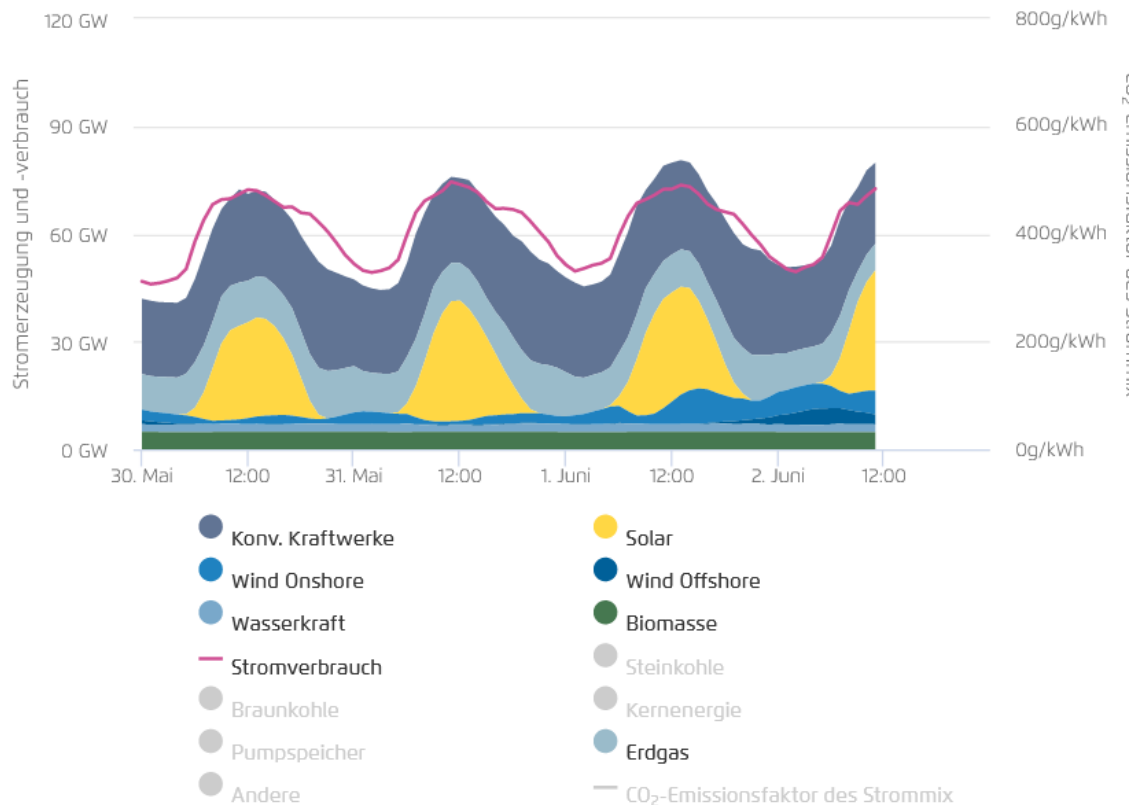 120 GW
90 GW
60 GW
30 GW
0 GW
Stromerzeugung und -verbrauch
800g/kWh
600g/kWh
400g/kWh
200g/kWh
0g/kWh
30. Mai
12:00
31. Mai
12:00
1. Juni
12:00
2. Juni
12:00
Konv. Kraftwerke
Solar
Wind Onshore
Wind Offshore
Wasserkraft
Biomasse
Stromverbrauch
Steinkohle
Braunkohle
Kernenergie
Pumpspeicher
Erdgas
Andere
CO₂-Emissionsfaktor des Strommix